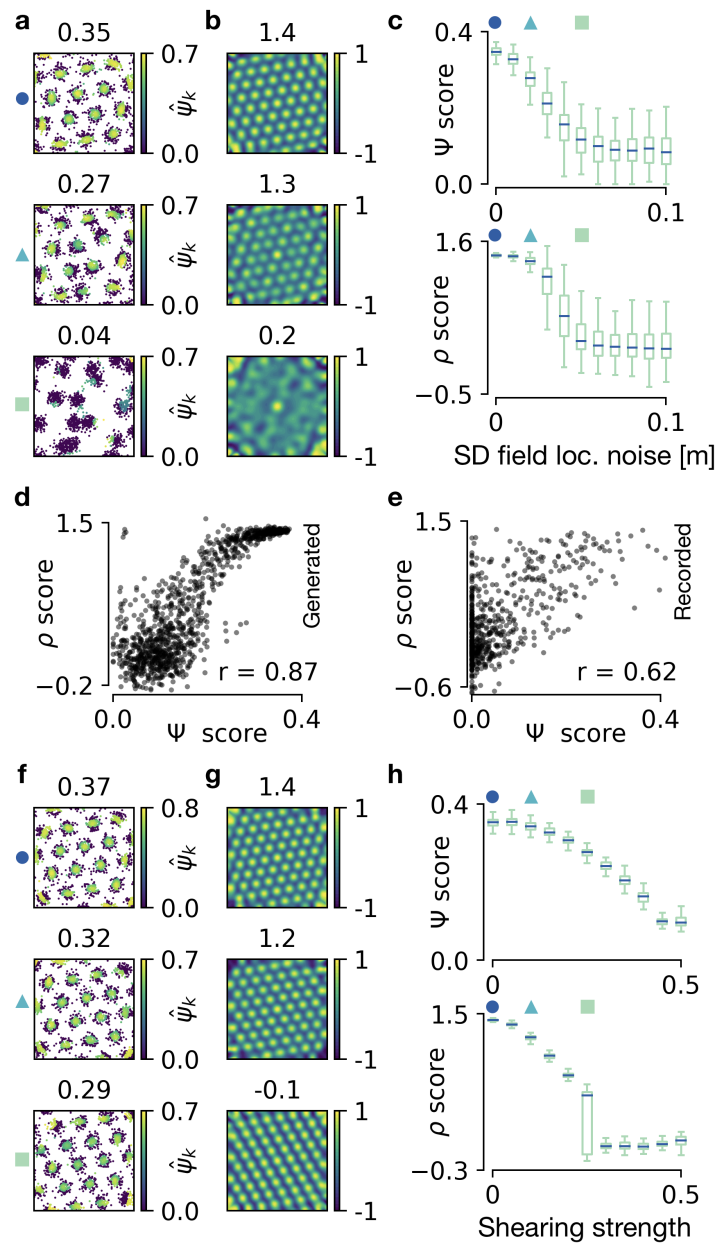 a
b
c
0.35
0.7
0.0
ψ̂k
1.4
1
-1
0.4
Ψ score
0.0
0
0.1
0.27
0.7
0.0
ψ̂k
1.3
1
-1
1.6
ρ score
−0.5
0
0.1
SD field loc. noise [m]
0.04
0.7
0.0
ψ̂k
0.2
1
-1
d
e
1.5
ρ score
−0.2
Generated
r = 0.87
0.0
0.4
Ψ score
1.5
ρ score
−0.6
Recorded
r = 0.62
0.0
0.4
Ψ score
f
g
h
0.37
0.8
0.0
ψ̂k
1.4
1
-1
0.4
Ψ score
0.0
0
0.5
0.32
0.7
0.0
ψ̂k
1.2
1
-1
1.5
ρ score
−0.3
0
0.5
Shearing strength
0.29
0.7
0.0
ψ̂k
-0.1
1
-1